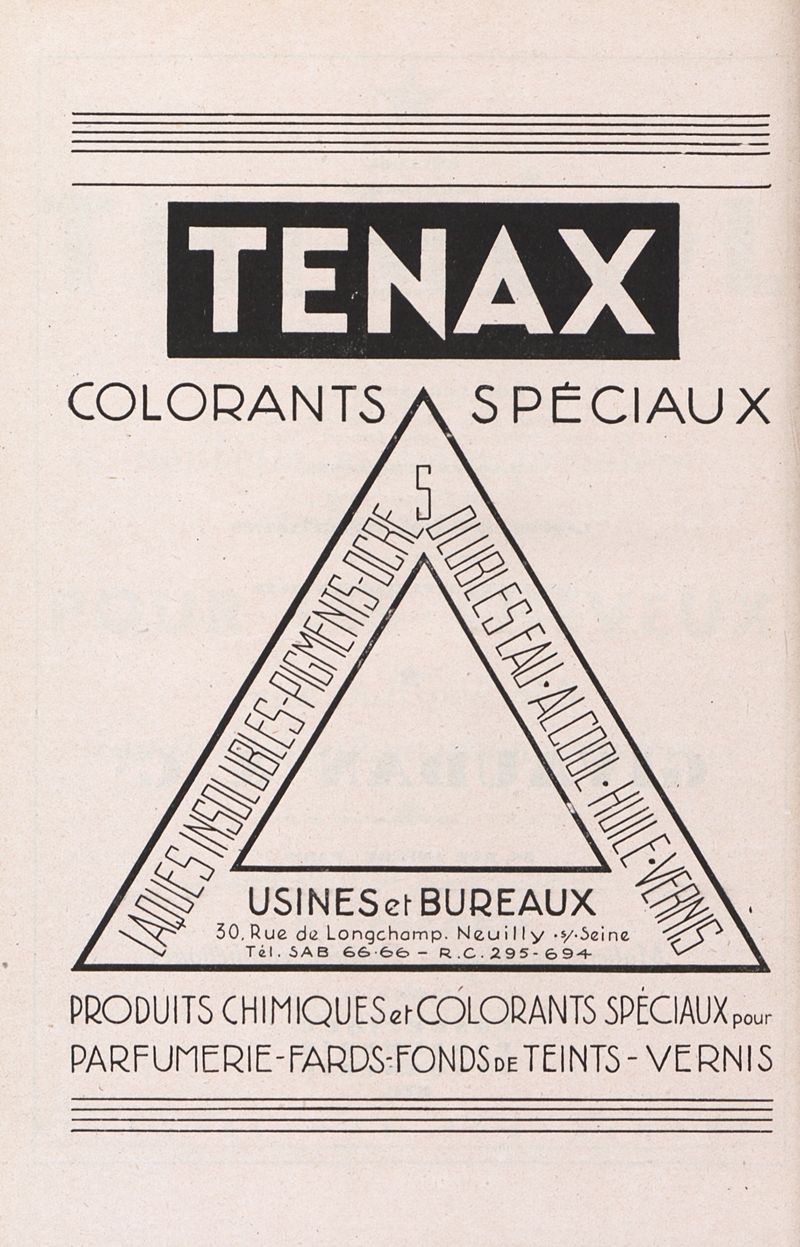 TENAX
COLORANTS SPÉCIAUX
LAQUES INSOLUBLES-PIGMENTS-OCRE
SOLUBLES EAU · ALCOOL · HUILE · VERNIS
USINES et BUREAUX
30, Rue de Longchamp. Neuilly ·s/·Seine
Tél. SAB 66·66 – R.C. 295-694
PRODUITS CHIMIQUES et COLORANTS SPÉCIAUX pour
PARFUMERIE-FARDS-FONDS DE TEINTS - VERNIS